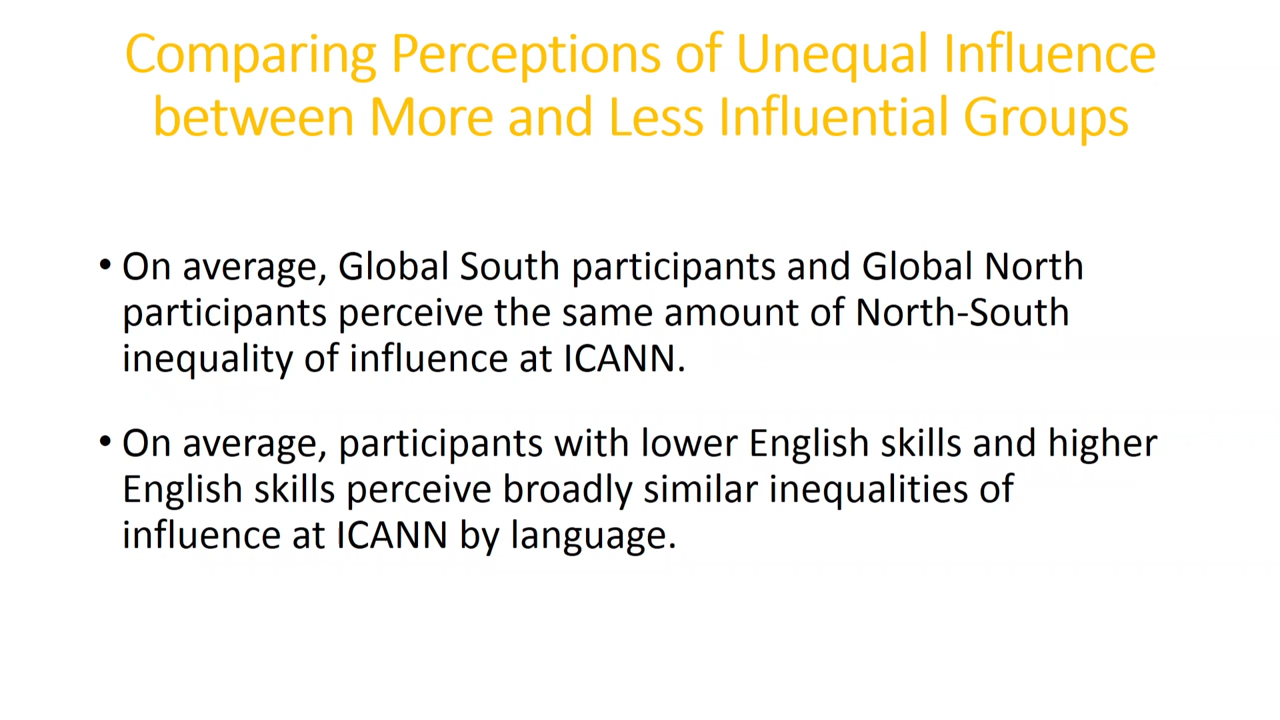 Comparing Perceptions of Unequal Influence
between More and Less Influential Groups
• On average, Global South participants and Global North
participants perceive the same amount of North-South
inequality of influence at ICANN.
• On average, participants with lower English skills and higher
English skills perceive broadly similar inequalities of
influence at ICANN by language.